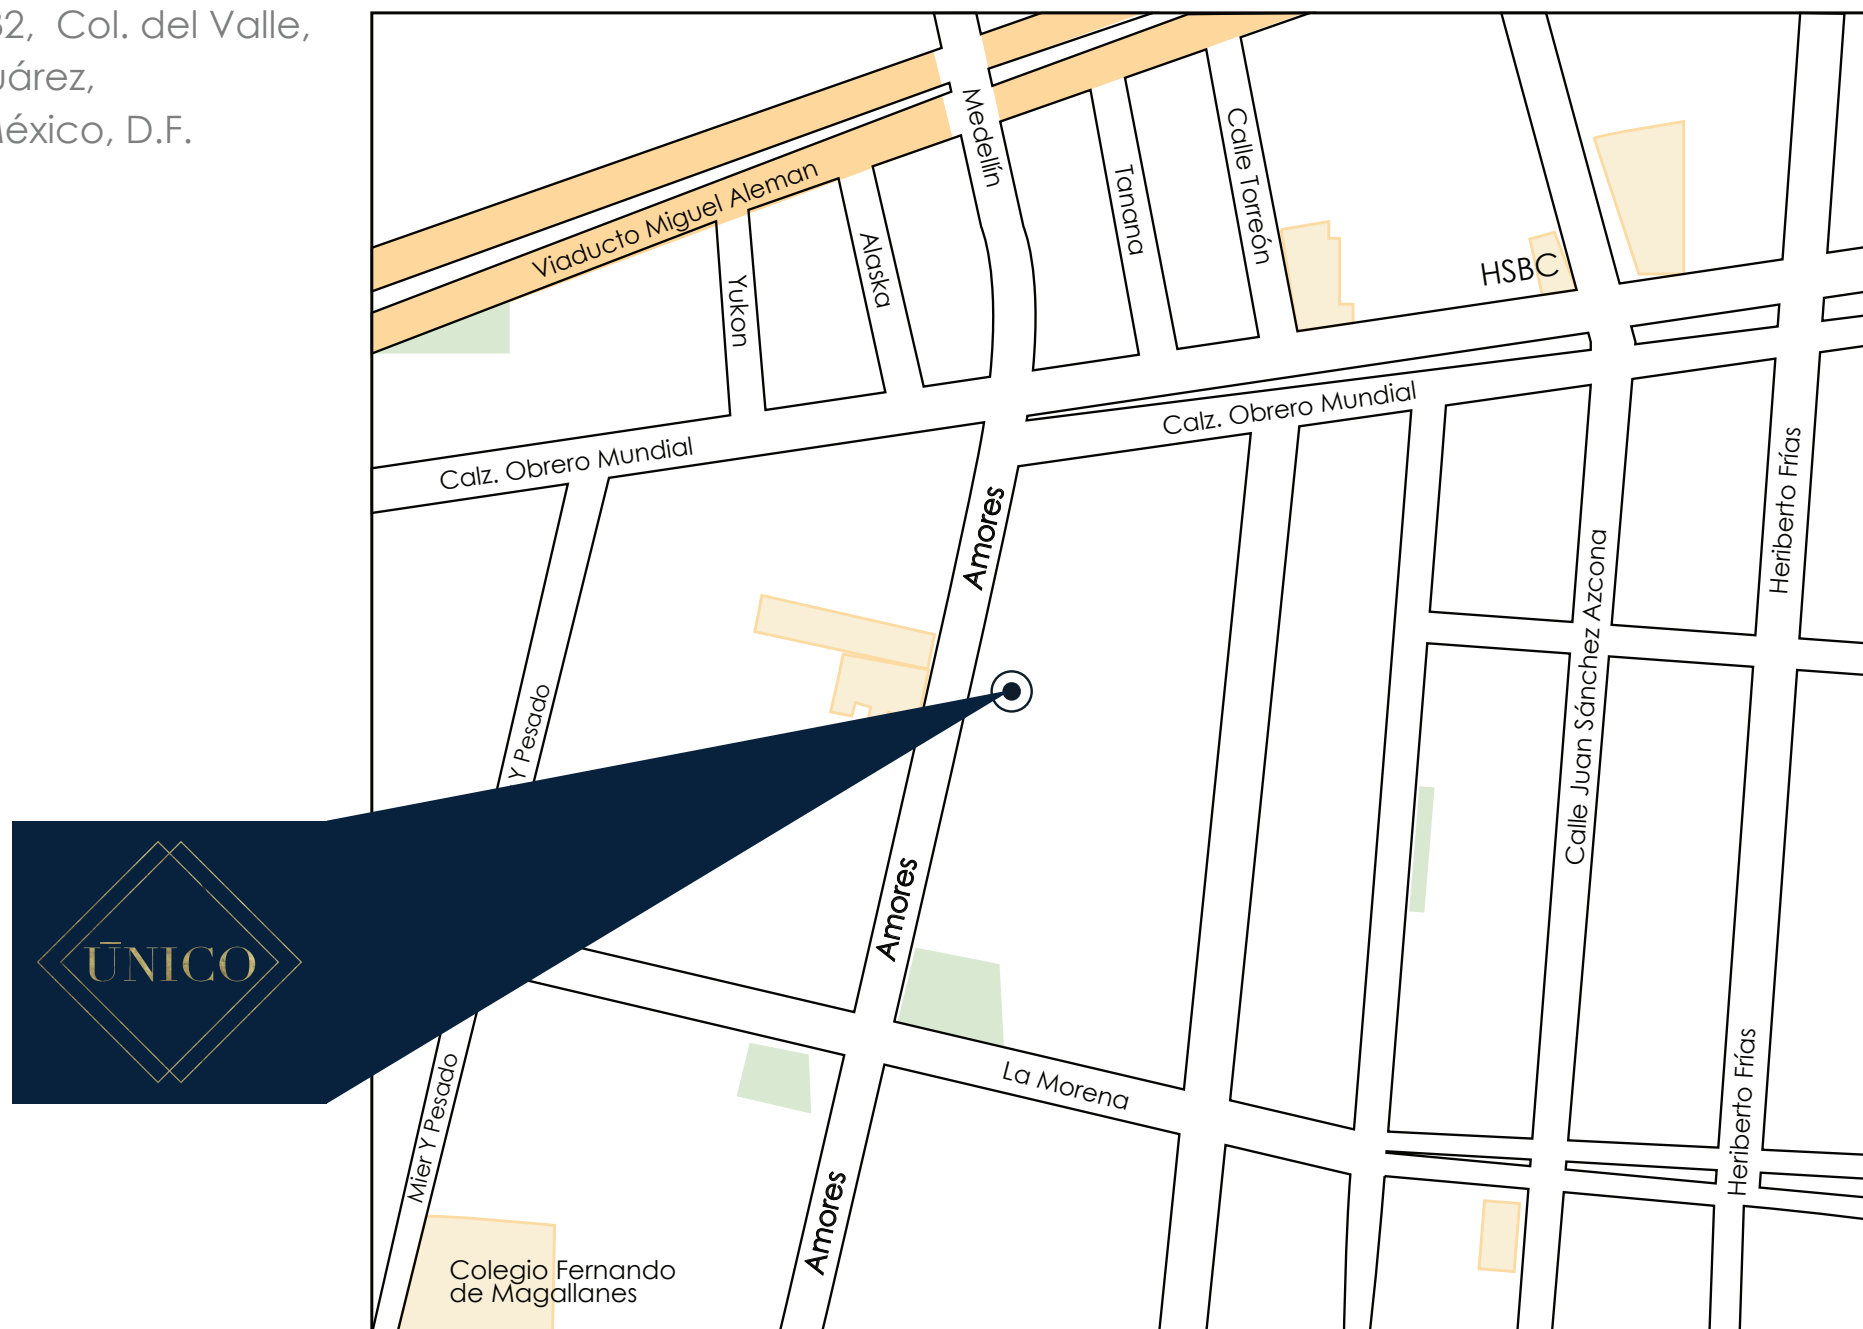 32, Col. del Valle,
uárez,
México, D.F.
Medellín
Viaducto Miguel Aleman
Tanana
Calle Torreón
Yukon
Alaska
HSBC
Calz. Obrero Mundial
Calz. Obrero Mundial
Amores
Heriberto Frías
Calle Juan Sánchez Azcona
Y Pesado
Amores
ŪNICO
La Morena
Mier Y Pesado
Heriberto Frías
Amores
Colegio Fernando
de Magallanes